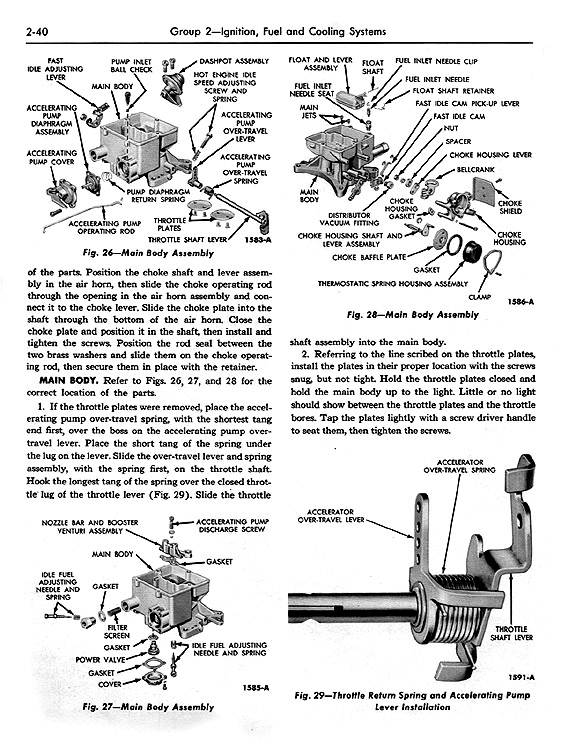 2-40
Group 2—Ignition, Fuel and Cooling Systems
FAST
IDLE ADJUSTING
LEVER
PUMP INLET
BALL CHECK
DASHPOT ASSEMBLY
MAIN BODY
HOT ENGINE IDLE
SPEED ADJUSTING
SCREW AND
SPRING
ACCELERATING
PUMP
DIAPHRAGM
ASSEMBLY
ACCELERATING
PUMP
OVER-TRAVEL
LEVER
ACCELERATING
PUMP COVER
ACCELERATING
PUMP
OVER-TRAVEL
SPRING
PUMP DIAPHRAGM
RETURN SPRING
ACCELERATING PUMP
OPERATING ROD
THROTTLE
PLATES
THROTTLE SHAFT LEVER
1583-A
Fig. 26—Main Body Assembly
of the parts. Position the choke shaft and lever assem-
bly in the air horn, then slide the choke operating rod
through the opening in the air horn assembly and con-
nect it to the choke lever. Slide the choke plate into the
shaft through the bottom of the air horn. Close the
choke plate and position it in the shaft, then install and
tighten the screws. Position the rod seal between the
two brass washers and slide them on the choke operat-
ing rod, then secure them in place with the retainer.
MAIN BODY. Refer to Figs. 26, 27, and 28 for the
correct location of the parts.
1. If the throttle plates were removed, place the accel-
erating pump over-travel spring, with the shortest tang
end first, over the boss on the accelerating pump over-
travel lever. Place the short tang of the spring under
the lug on the lever. Slide the over-travel lever and spring
assembly, with the spring first, on the throttle shaft.
Hook the longest tang of the spring over the closed throt-
tle lug of the throttle lever (Fig. 29). Slide the throttle
NOZZLE BAR AND BOOSTER
VENTURI ASSEMBLY
ACCELERATING PUMP
DISCHARGE SCREW
MAIN BODY
GASKET
IDLE FUEL
ADJUSTING
NEEDLE AND
SPRING
GASKET
FILTER
SCREEN
GASKET
POWER VALVE
GASKET
COVER
IDLE FUEL ADJUSTING
NEEDLE AND SPRING
1585-A
Fig. 27—Main Body Assembly
FLOAT AND LEVER
ASSEMBLY
FLOAT
SHAFT
FUEL INLET NEEDLE CLIP
FUEL INLET
NEEDLE SEAT
FUEL INLET NEEDLE
FLOAT SHAFT RETAINER
MAIN
JETS
FAST IDLE CAM PICK-UP LEVER
FAST IDLE CAM
NUT
SPACER
CHOKE HOUSING LEVER
BELLCRANK
MAIN
BODY
DISTRIBUTOR
VACUUM FITTING
CHOKE
HOUSING
GASKET
CHOKE
SHIELD
CHOKE HOUSING SHAFT AND
LEVER ASSEMBLY
CHOKE
HOUSING
CHOKE BAFFLE PLATE
GASKET
THERMOSTATIC SPRING HOUSING ASSEMBLY
CLAMP
1586-A
Fig. 28—Main Body Assembly
shaft assembly into the main body.
2. Referring to the line scribed on the throttle plates,
install the plates in their proper location with the screws
snug, but not tight. Hold the throttle plates closed and
hold the main body up to the light. Little or no light
should show between the throttle plates and the throttle
bores. Tap the plates lightly with a screw driver handle
to seat them, then tighten the screws.
ACCELERATOR
OVER-TRAVEL SPRING
ACCELERATOR
OVER-TRAVEL LEVER
THROTTLE
SHAFT LEVER
1591-A
Fig. 29—Throttle Return Spring and Accelerating Pump
Lever Installation